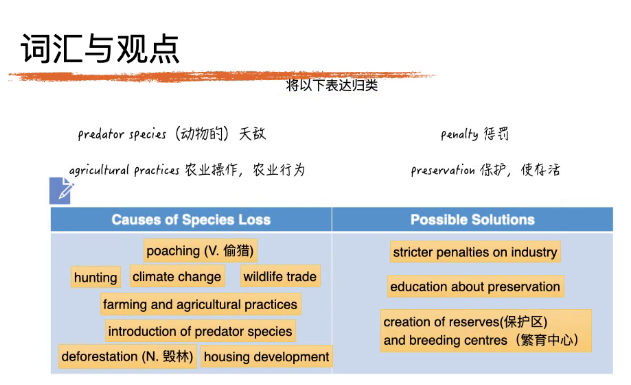 词汇与观点
将以下表达归类
predator species（动物的）天敌
penalty 惩罚
agricultural practices 农业操作，农业行为
preservation 保护，使存活
Causes of Species Loss
Possible Solutions
poaching (V. 偷猎)
hunting
climate change
wildlife trade
farming and agricultural practices
introduction of predator species
deforestation (N. 毁林)
housing development
stricter penalties on industry
education about preservation
creation of reserves(保护区)
and breeding centres（繁育中心）